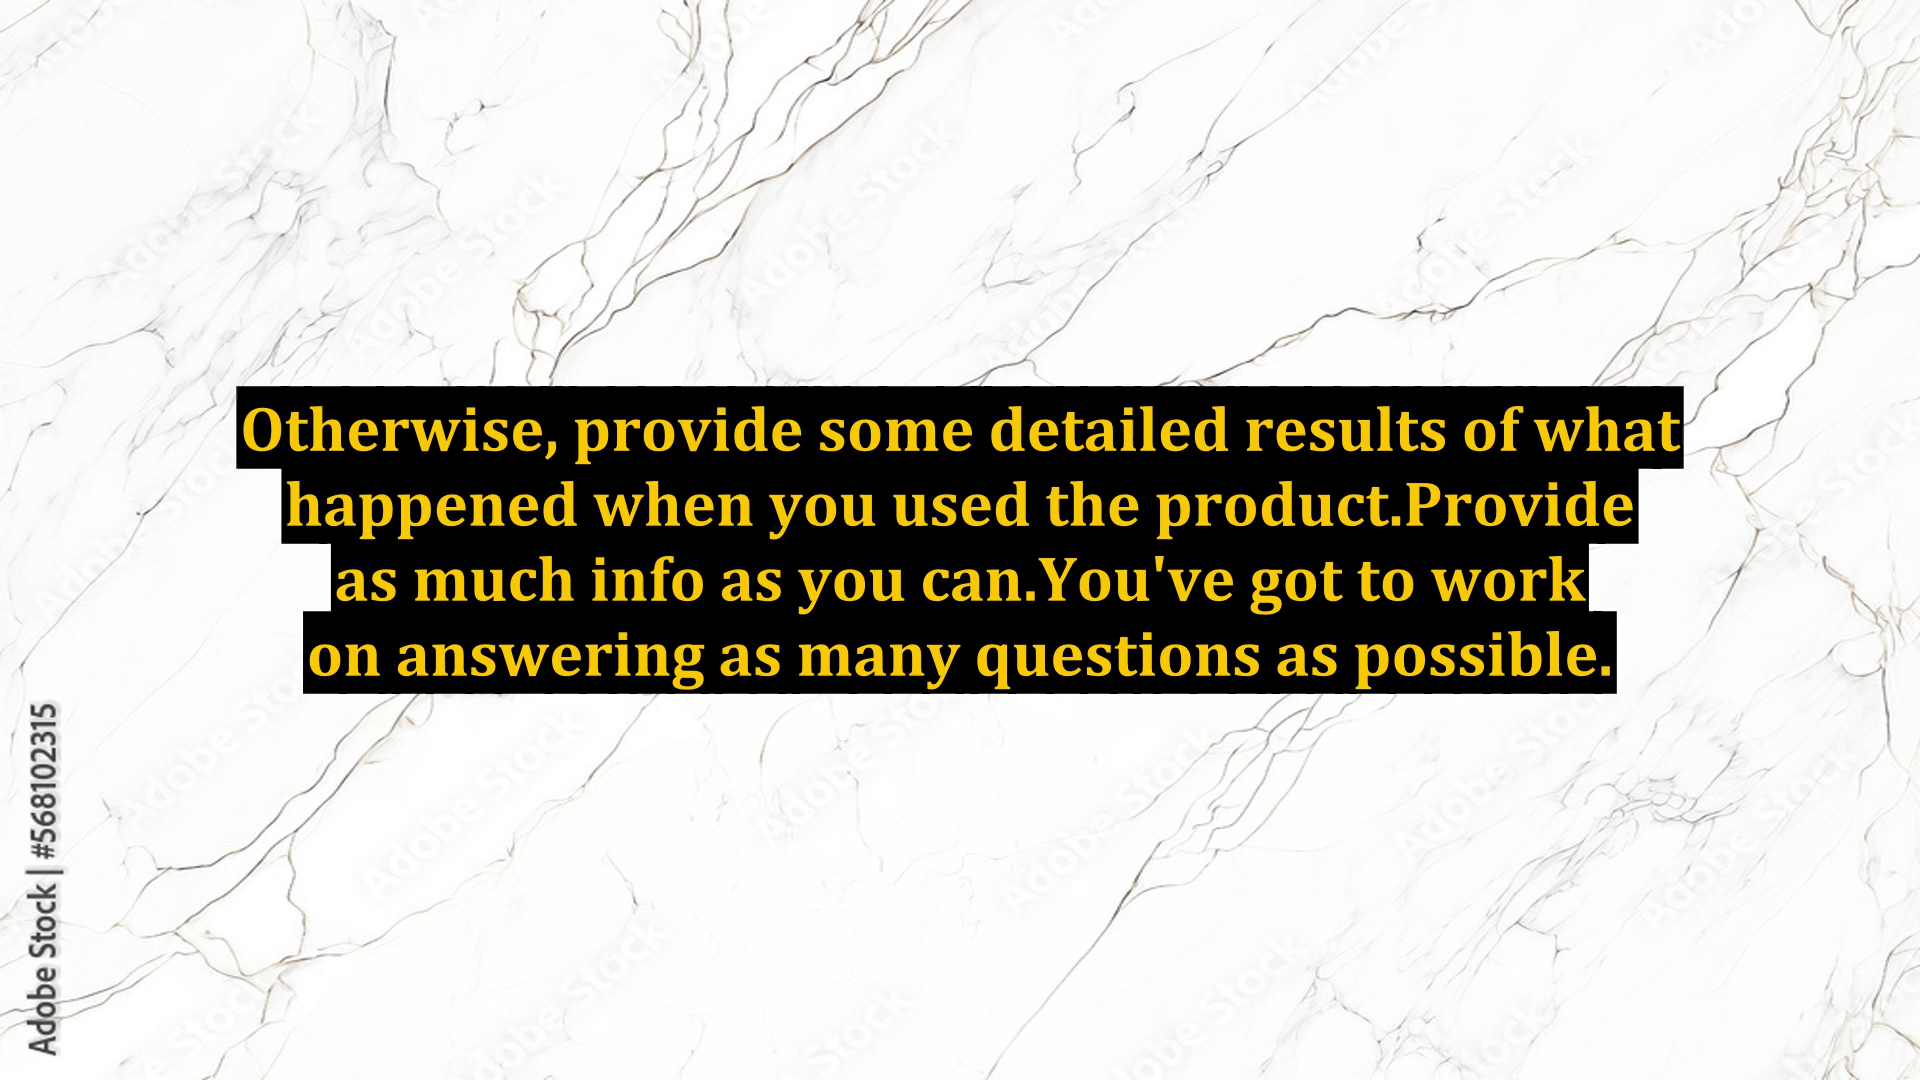 Otherwise, provide some detailed results of what
happened when you used the product.Provide
as much info as you can.You've got to work
on answering as many questions as possible.
Adobe Stock | #568102315